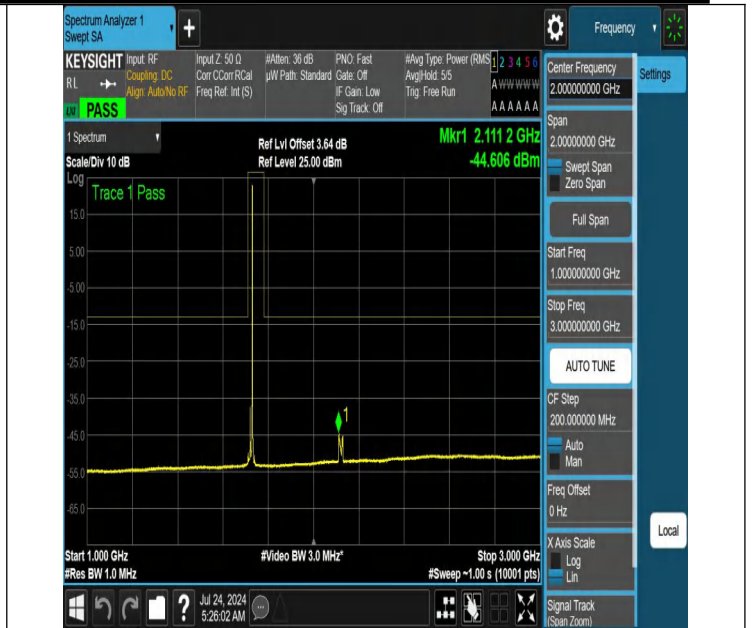 Spectrum Analyzer 1
Swept SA
+
Frequency
KEYSIGHT
RL
PASS
Input: RF
Coupling: DC
Align: Auto/No RF
Input Z: 50 Ω
Corr CCorr RCal
Freq Ref: Int (S)
#Atten: 36 dB
µW Path: Standard
PNO: Fast
Gate: Off
IF Gain: Low
Sig Track: Off
#Avg Type: Power (RMS
Avg|Hold: 5/5
Trig: Free Run
1 2 3 4 5 6
A W W W W W
A A A A A A
1 Spectrum
Scale/Div 10 dB
Ref Lvl Offset 3.64 dB
Ref Level 25.00 dBm
Mkr1 2.111 2 GHz
-44.606 dBm
Log
Trace 1 Pass
15.0
5.00
-5.00
-15.0
-25.0
-35.0
-45.0
-55.0
-65.0
1
Start 1.000 GHz
#Res BW 1.0 MHz
#Video BW 3.0 MHz*
Stop 3.000 GHz
#Sweep ~1.00 s (10001 pts)
Jul 24, 2024
5:26:02 AM
?
Center Frequency
2.000000000 GHz
Settings
Span
2.00000000 GHz
Swept Span
Zero Span
Full Span
Start Freq
1.000000000 GHz
Stop Freq
3.000000000 GHz
AUTO TUNE
CF Step
200.000000 MHz
Auto
Man
Freq Offset
0 Hz
X Axis Scale
Log
Lin
Signal Track
(Span Zoom)
Local